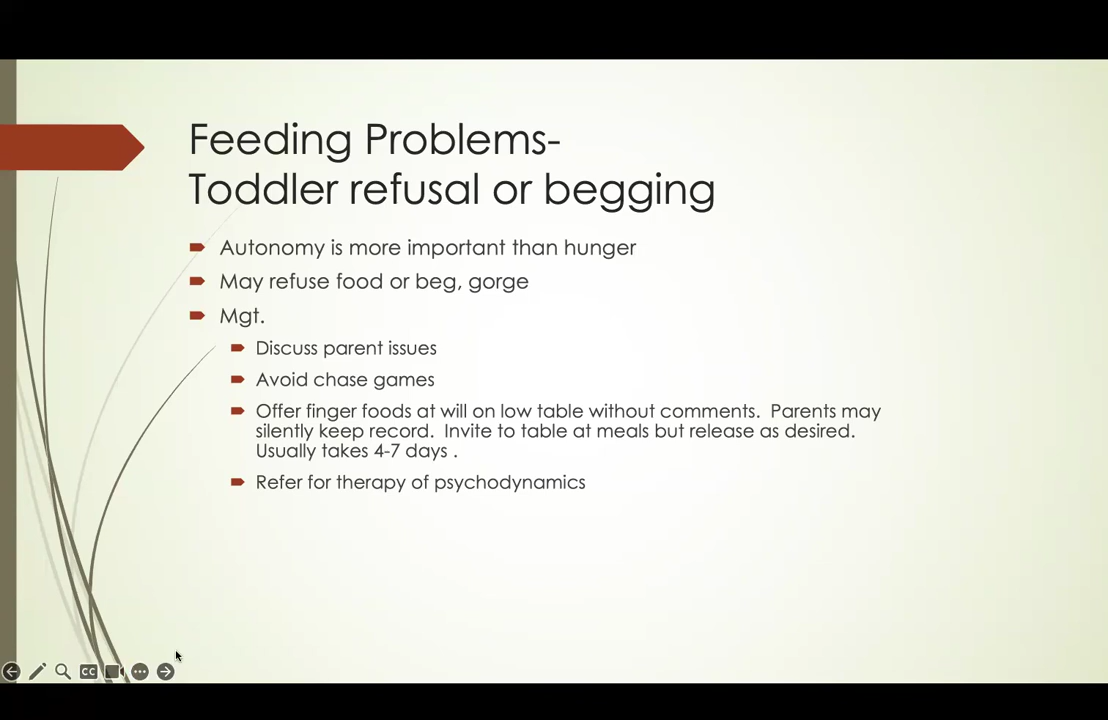 Feeding Problems-
Toddler refusal or begging
Autonomy is more important than hunger
May refuse food or beg, gorge
Mgt.
Discuss parent issues
Avoid chase games
Offer finger foods at will on low table without comments.  Parents may
silently keep record.  Invite to table at meals but release as desired.
Usually takes 4-7 days .
Refer for therapy of psychodynamics
CC